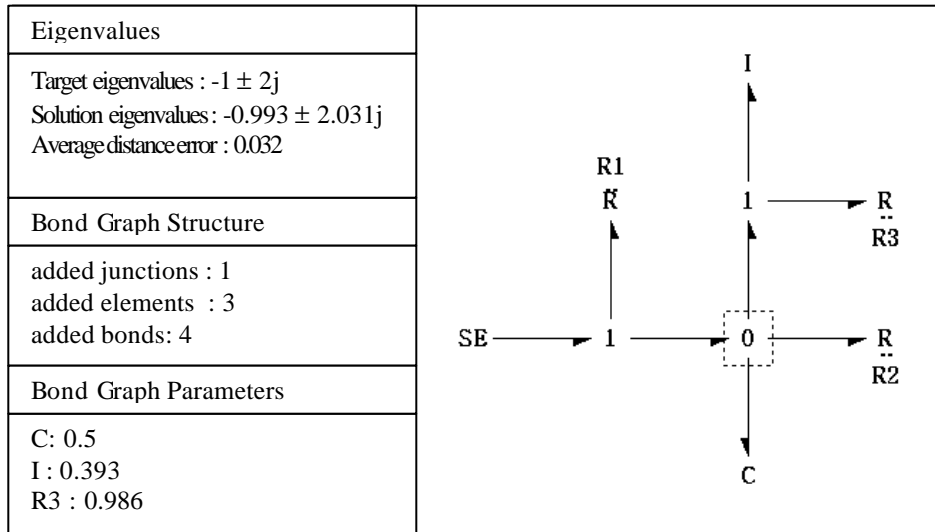 Eigenvalues
Target eigenvalues : -1 ± 2j
Solution eigenvalues : -0.993 ± 2.031j
Average distance error : 0.032
Bond Graph Structure
added junctions : 1
added elements : 3
added bonds: 4
Bond Graph Parameters
C: 0.5
I : 0.393
R3 : 0.986
I
R1
R
1
R
R3
SE
1
0
R
R2
C